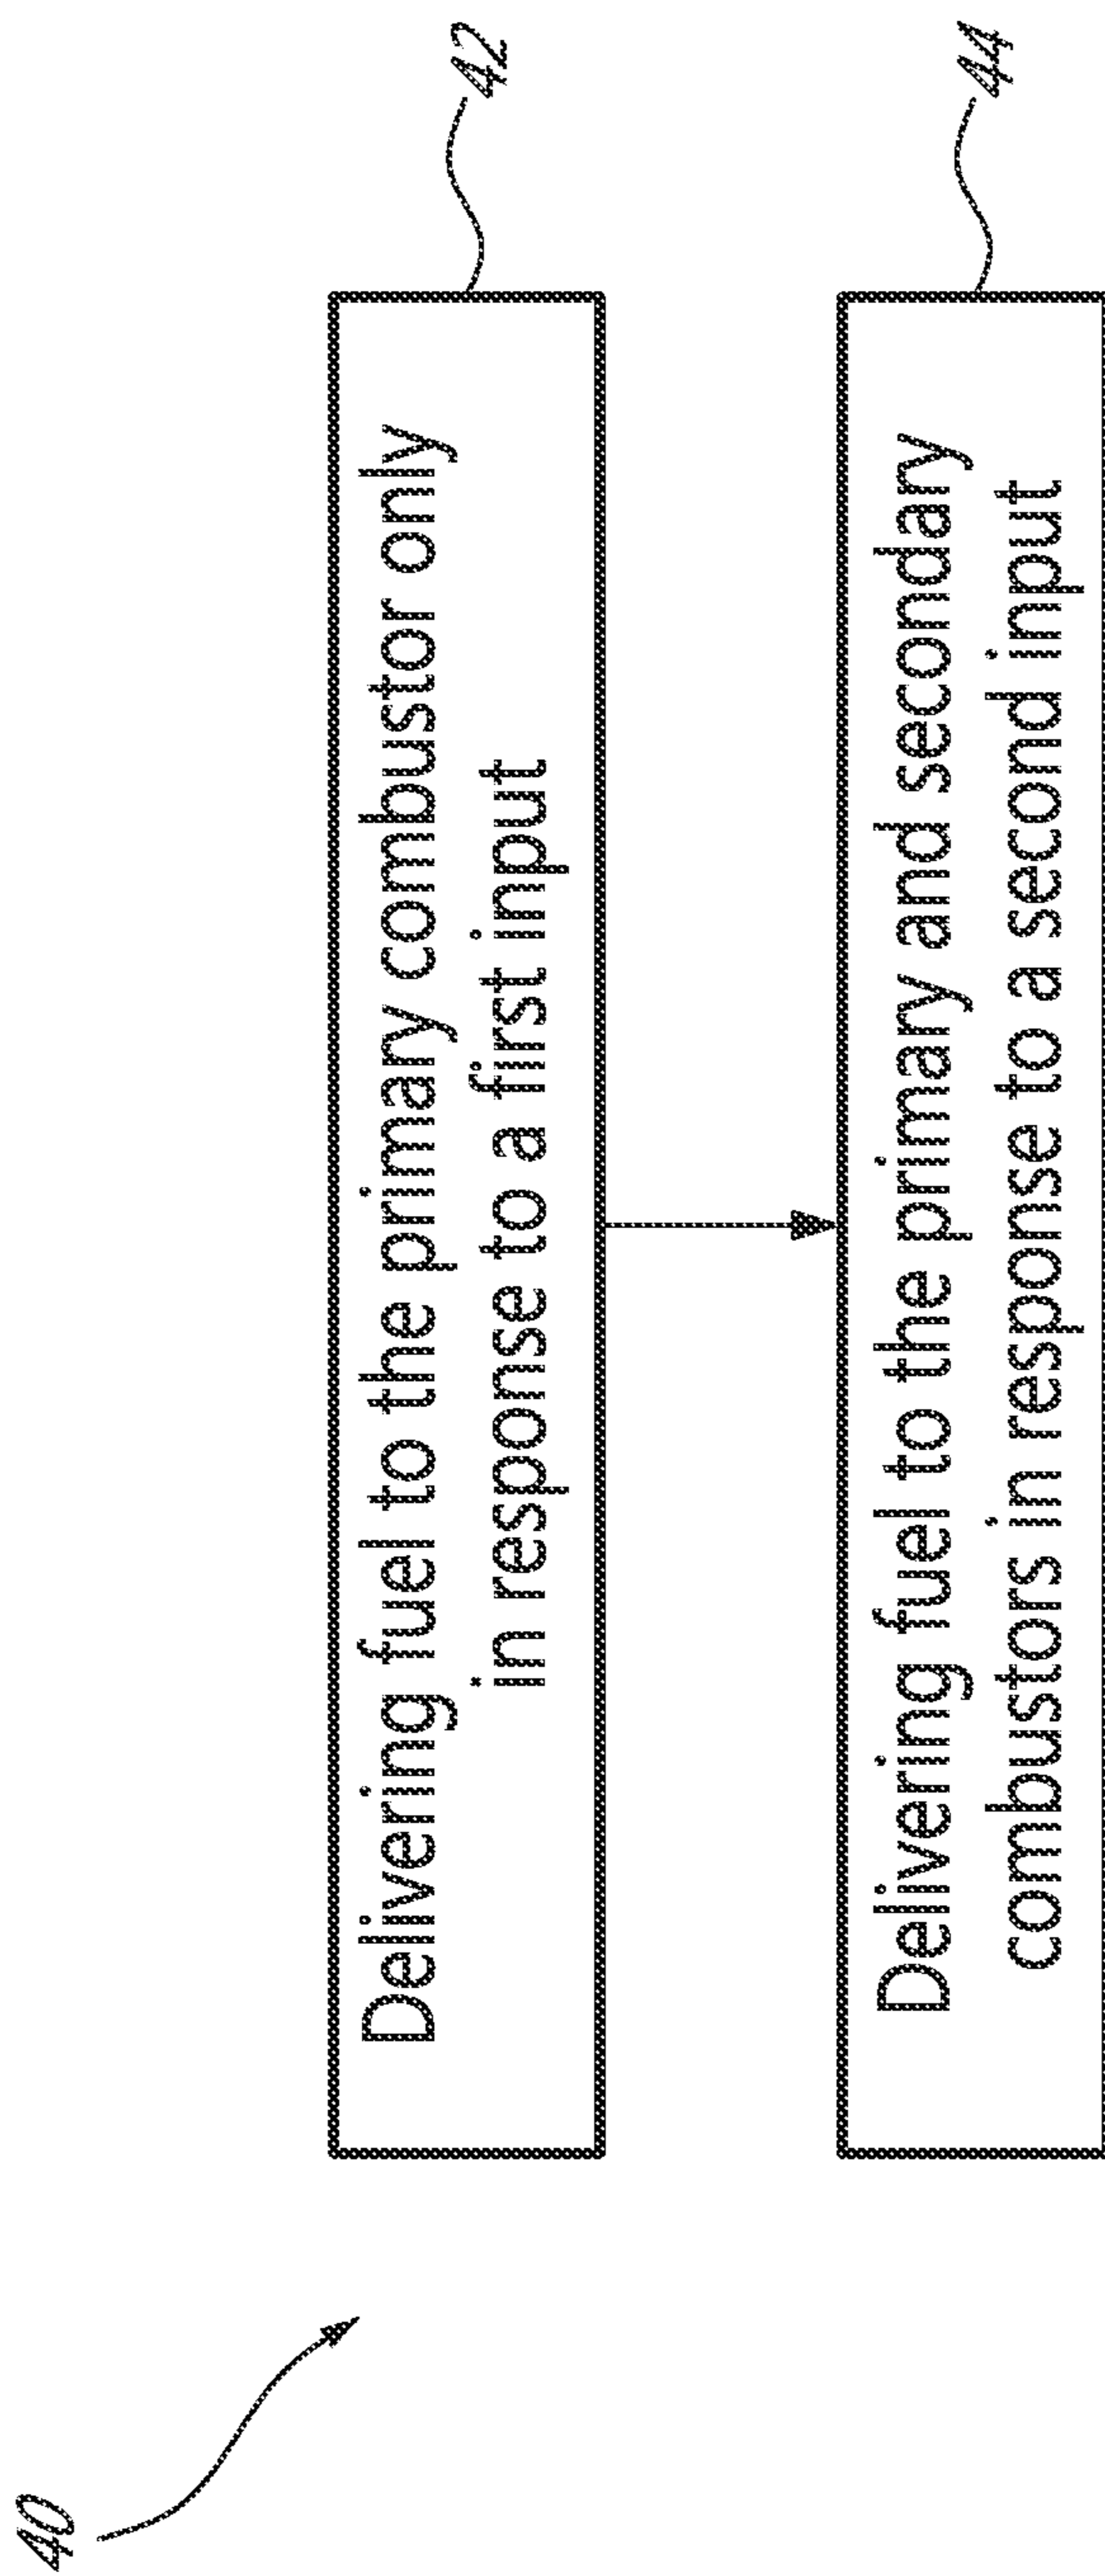 40
Delivering fuel to the primary combustor only
in response to a first input
42
Delivering fuel to the primary and secondary
combustors in response to a second input
44